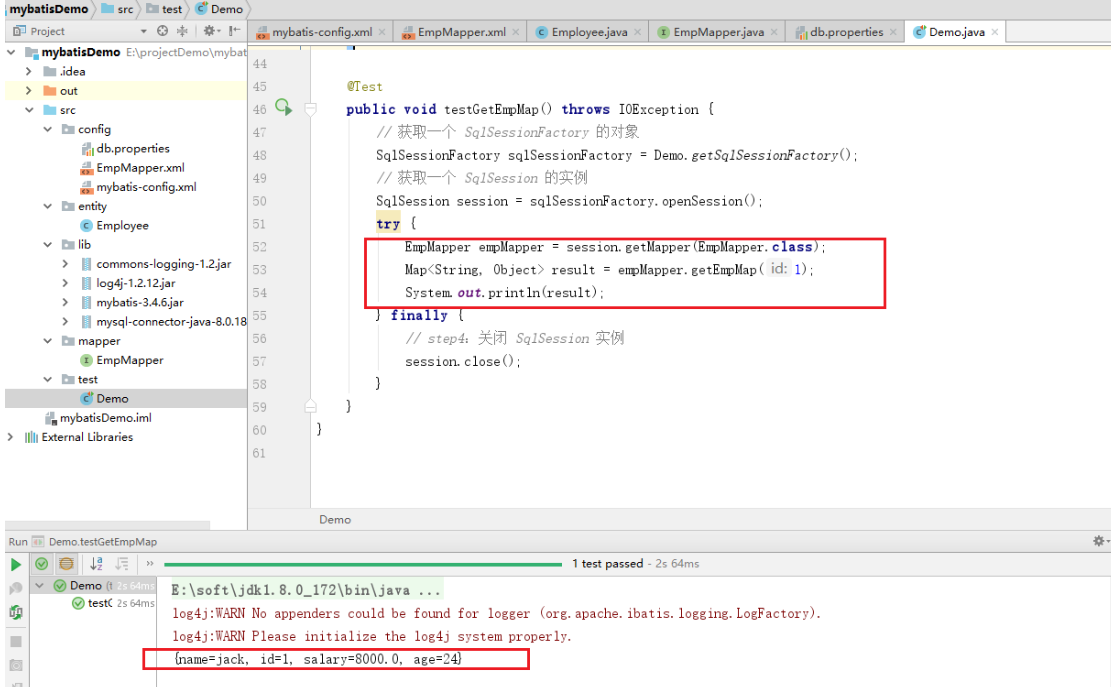 mybatisDemo src test Demo
Project
mybatis-config.xml EmpMapper.xml Employee.java EmpMapper.java db.properties Demo.java
mybatisDemo E:\projectDemo\mybat
.idea
out
src
config
db.properties
EmpMapper.xml
mybatis-config.xml
entity
Employee
lib
commons-logging-1.2.jar
log4j-1.2.12.jar
mybatis-3.4.6.jar
mysql-connector-java-8.0.18
mapper
EmpMapper
test
Demo
mybatisDemo.iml
External Libraries
44
45 @Test
46 public void testGetEmpMap() throws IOException {
47 // 获取一个 SqlSessionFactory 的对象
48 SqlSessionFactory sqlSessionFactory = Demo.getSqlSessionFactory();
49 // 获取一个 SqlSession 的实例
50 SqlSession session = sqlSessionFactory.openSession();
51 try {
52 EmpMapper empMapper = session.getMapper(EmpMapper.class);
53 Map<String, Object> result = empMapper.getEmpMap( id: 1);
54 System.out.println(result);
55 } finally {
56 // step4: 关闭 SqlSession 实例
57 session.close();
58 }
59 }
60 }
61
Demo
Run Demo.testGetEmpMap
1 test passed - 2s 64ms
Demo (t 2s 64ms
testG 2s 64ms
E:\soft\jdk1.8.0_172\bin\java ...
log4j:WARN No appenders could be found for logger (org.apache.ibatis.logging.LogFactory).
log4j:WARN Please initialize the log4j system properly.
{name=jack, id=1, salary=8000.0, age=24}